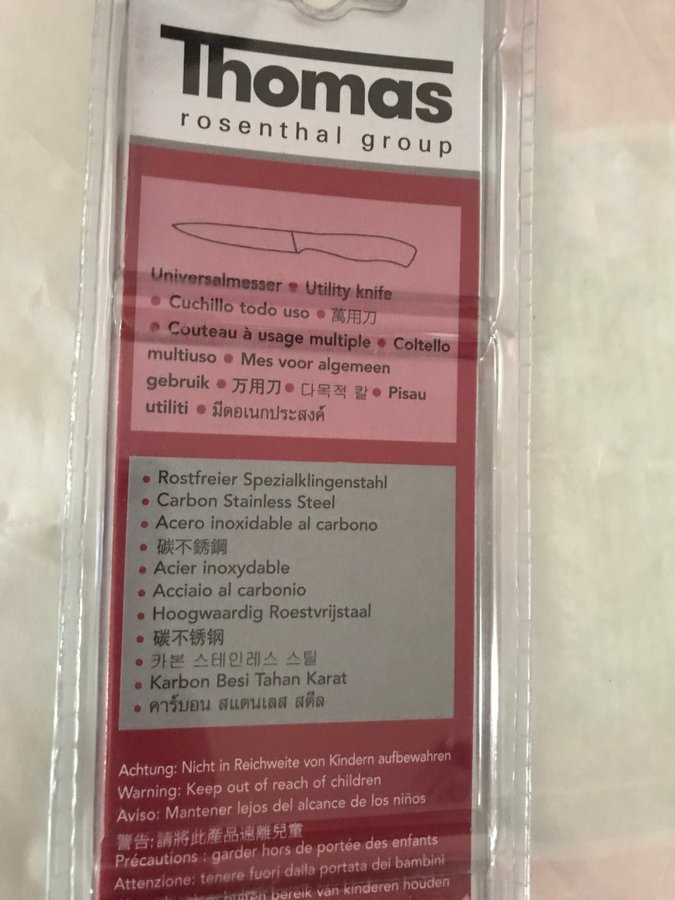 Thomas
rosenthal group
Universalmesser • Utility knife
• Cuchillo todo uso • 萬用刀
• Couteau à usage multiple • Coltello
multiuso • Mes voor algemeen
gebruik • 万用刀 • 다목적 칼 • Pisau
utiliti • มีดอเนกประสงค์
• Rostfreier Spezialklingenstahl
• Carbon Stainless Steel
• Acero inoxidable al carbono
• 碳不銹鋼
• Acier inoxydable
• Acciaio al carbonio
• Hoogwaardig Roestvrijstaal
• 碳不锈钢
• 카본 스테인레스 스틸
• Karbon Besi Tahan Karat
• คาร์บอน สแตนเลส สตีล
Achtung: Nicht in Reichweite von Kindern aufbewahren
Warning: Keep out of reach of children
Aviso: Mantener lejos del alcance de los niños
警告:請將此產品遠離兒童
Précautions : garder hors de portée des enfants
Attenzione: tenere fuori dalla portata dei bambini
buiten bereik van kinderen houden